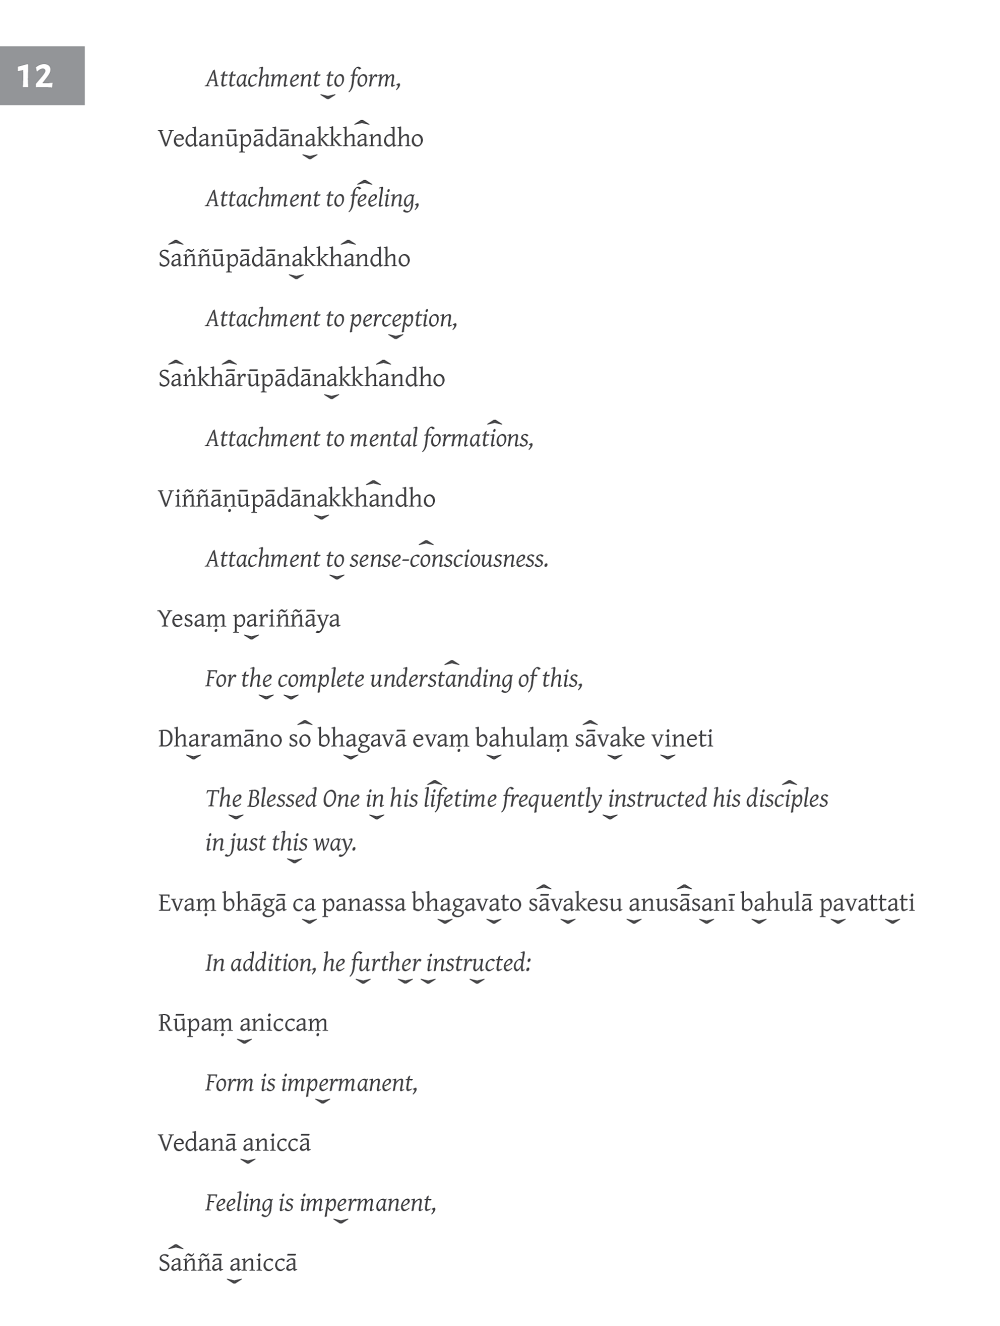 12
Attachment to form,
Vedanūpādānakkhandho
Attachment to feeling,
Saññūpādānakkhandho
Attachment to perception,
Saṅkhārūpādānakkhandho
Attachment to mental formations,
Viññāṇūpādānakkhandho
Attachment to sense-consciousness.
Yesaṃ pariññāya
For the complete understanding of this,
Dharamāno so bhagavā evaṃ bahulaṃ sāvake vineti
The Blessed One in his lifetime frequently instructed his disciples
in just this way.
Evaṃ bhāgā ca panassa bhagavato sāvakesu anusāsanī bahulā pavattati
In addition, he further instructed:
Rūpaṃ aniccaṃ
Form is impermanent,
Vedanā aniccā
Feeling is impermanent,
Saññā aniccā